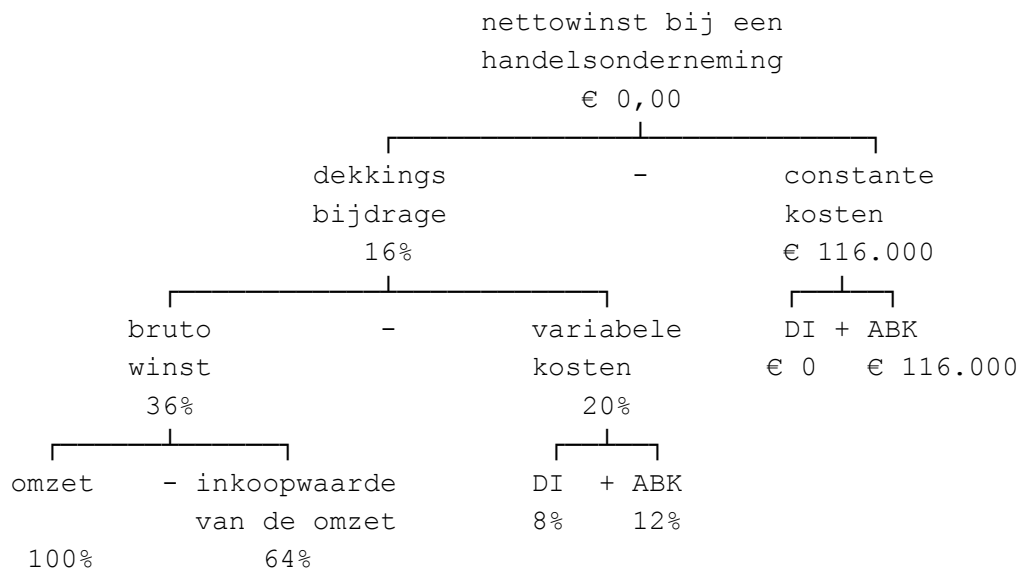 nettowinst bij een
handelsonderneming
€ 0,00
dekkings - constante
bijdrage kosten
16% € 116.000
bruto - variabele DI + ABK
winst kosten € 0 € 116.000
36% 20%
omzet - inkoopwaarde DI + ABK
van de omzet 8% 12%
100% 64%